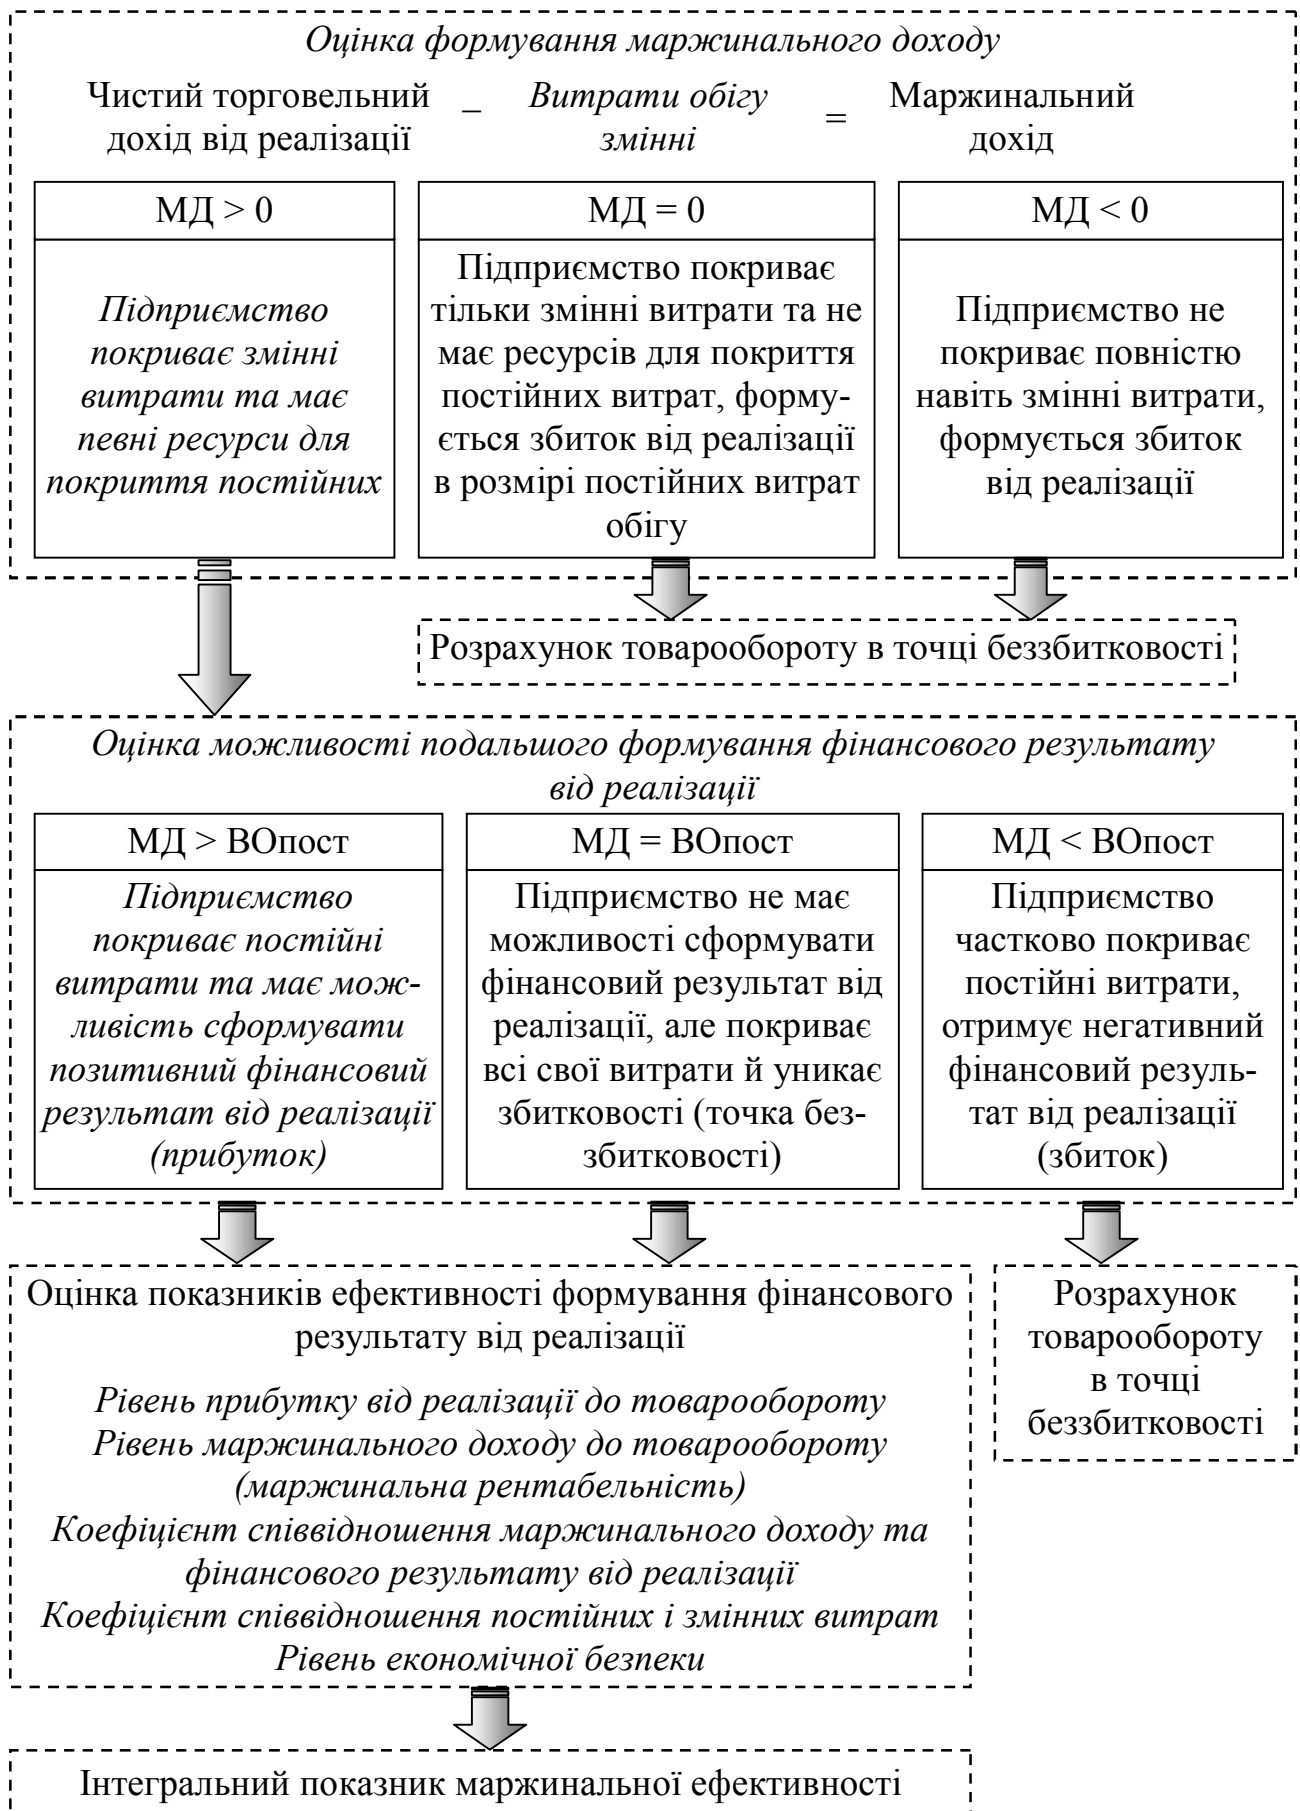 Оцінка формування маржинального доходу
Чистий торговельний
дохід від реалізації
–
Витрати обігу
змінні
=
Маржинальний
дохід
МД > 0
Підприємство
покриває змінні
витрати та має
певні ресурси для
покриття постійних
МД = 0
Підприємство покриває
тільки змінні витрати та не
має ресурсів для покриття
постійних витрат, форму-
ється збиток від реалізації
в розмірі постійних витрат
обігу
МД < 0
Підприємство не
покриває повністю
навіть змінні витрати,
формується збиток
від реалізації
Розрахунок товарообороту в точці беззбитковості
Оцінка можливості подальшого формування фінансового результату
від реалізації
МД > ВОпост
Підприємство
покриває постійні
витрати та має мож-
ливість сформувати
позитивний фінансовий
результат від реалізації
(прибуток)
МД = ВОпост
Підприємство не має
можливості сформувати
фінансовий результат від
реалізації, але покриває
всі свої витрати й уникає
збитковості (точка без-
збитковості)
МД < ВОпост
Підприємство
частково покриває
постійні витрати,
отримує негативний
фінансовий резуль-
тат від реалізації
(збиток)
Оцінка показників ефективності формування фінансового
результату від реалізації
Рівень прибутку від реалізації до товарообороту
Рівень маржинального доходу до товарообороту
(маржинальна рентабельність)
Коефіцієнт співвідношення маржинального доходу та
фінансового результату від реалізації
Коефіцієнт співвідношення постійних і змінних витрат
Рівень економічної безпеки
Розрахунок
товарообороту
в точці
беззбитковості
Інтегральний показник маржинальної ефективності